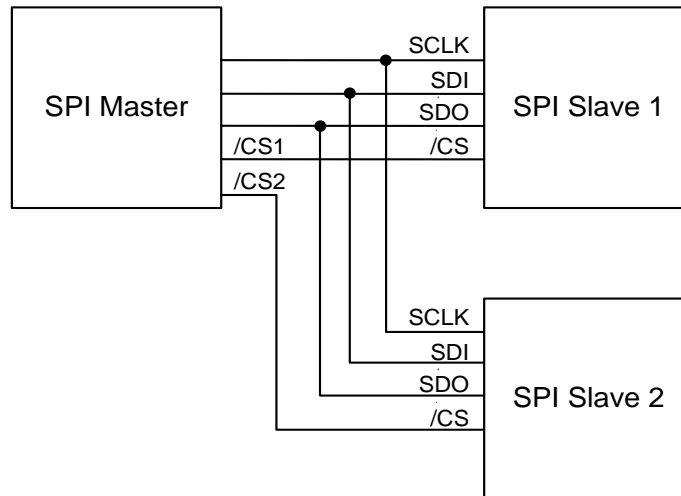 SPI Master
SCLK
SDI
SDO
/CS1
/CS
/CS2
SPI Slave 1
SCLK
SDI
SDO
/CS
SPI Slave 2